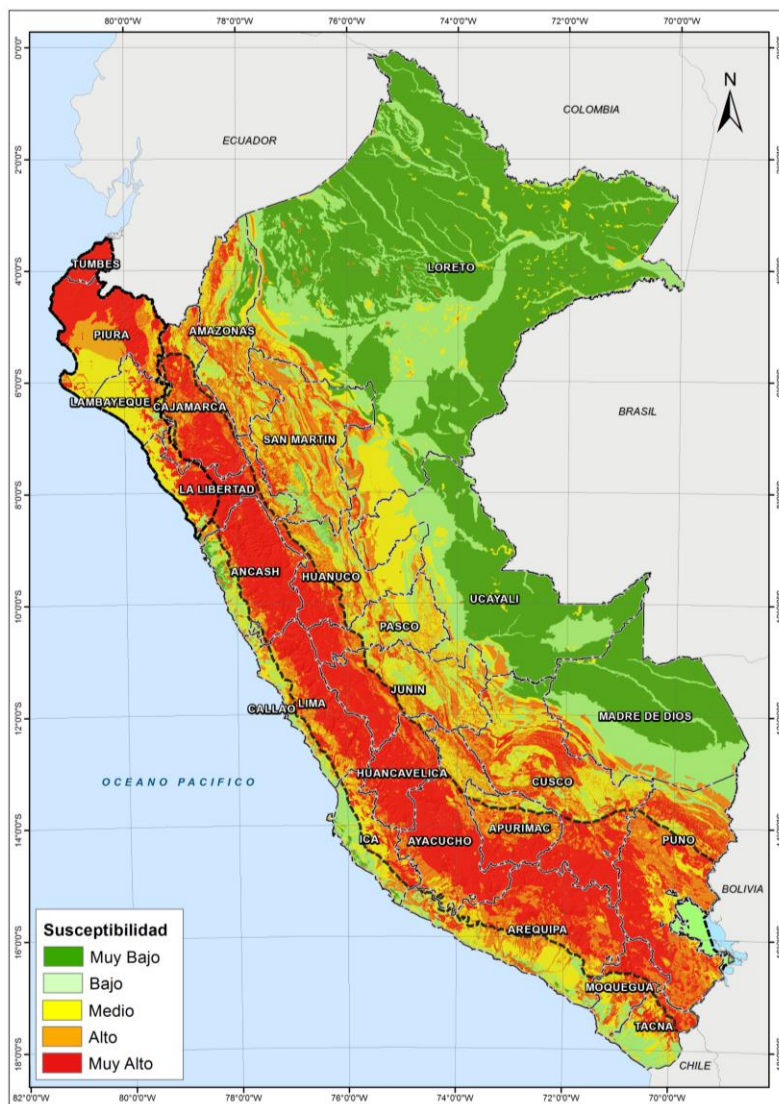 80°0'0"W 78°0'0"W 76°0'0"W 74°0'0"W 72°0'0"W 70°0'0"W
0°0'0"S
N
COLOMBIA
ECUADOR
2°0'0"S
TUMBES
LORETO
4°0'0"S
AMAZONAS
PIURA
6°0'0"S
LAMBAYEQUE
CAJAMARCA
BRASIL
SAN MARTIN
8°0'0"S
LA LIBERTAD
ANCASH
HUANUCO
UCAYALI
10°0'0"S
PASCO
JUNIN
CALLAO
LIMA
MADRE DE DIOS
12°0'0"S
HUANCAVELICA
OCEANO PACIFICO
CUSCO
14°0'0"S
ICA
AYACUCHO
APURIMAC
PUNO
BOLIVIA
AREQUIPA
16°0'0"S
MOQUEGUA
TACNA
18°0'0"S
CHILE
Susceptibilidad
Muy Bajo
Bajo
Medio
Alto
Muy Alto
82°0'0"W 80°0'0"W 78°0'0"W 76°0'0"W 74°0'0"W 72°0'0"W 70°0'0"W